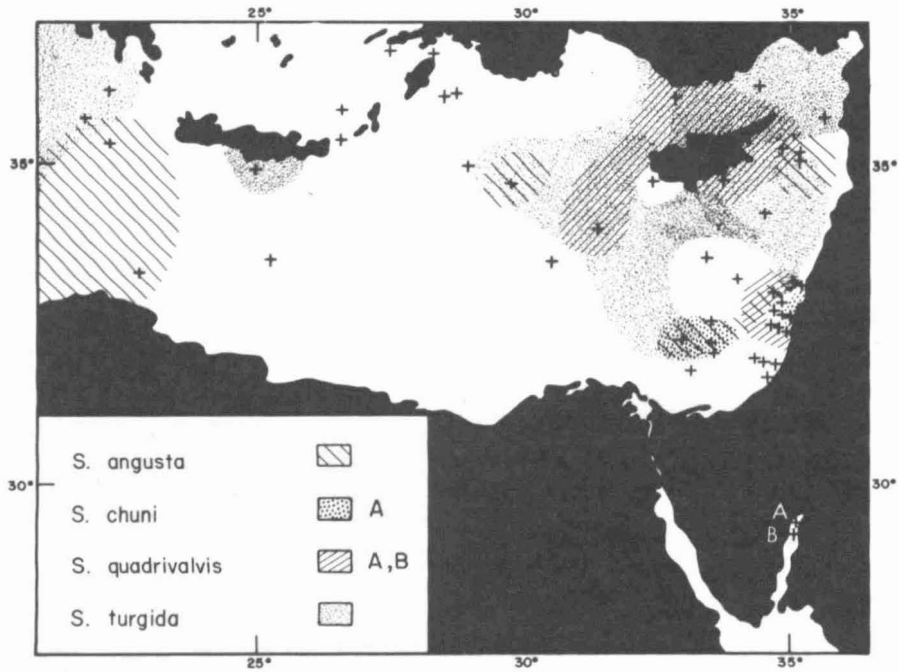 25° 30° 35°
35° 35°
S. angusta
S. chuni A
30° 30°
A
B
S. quadrivalvis A,B
S. turgida
25° 30° 35°